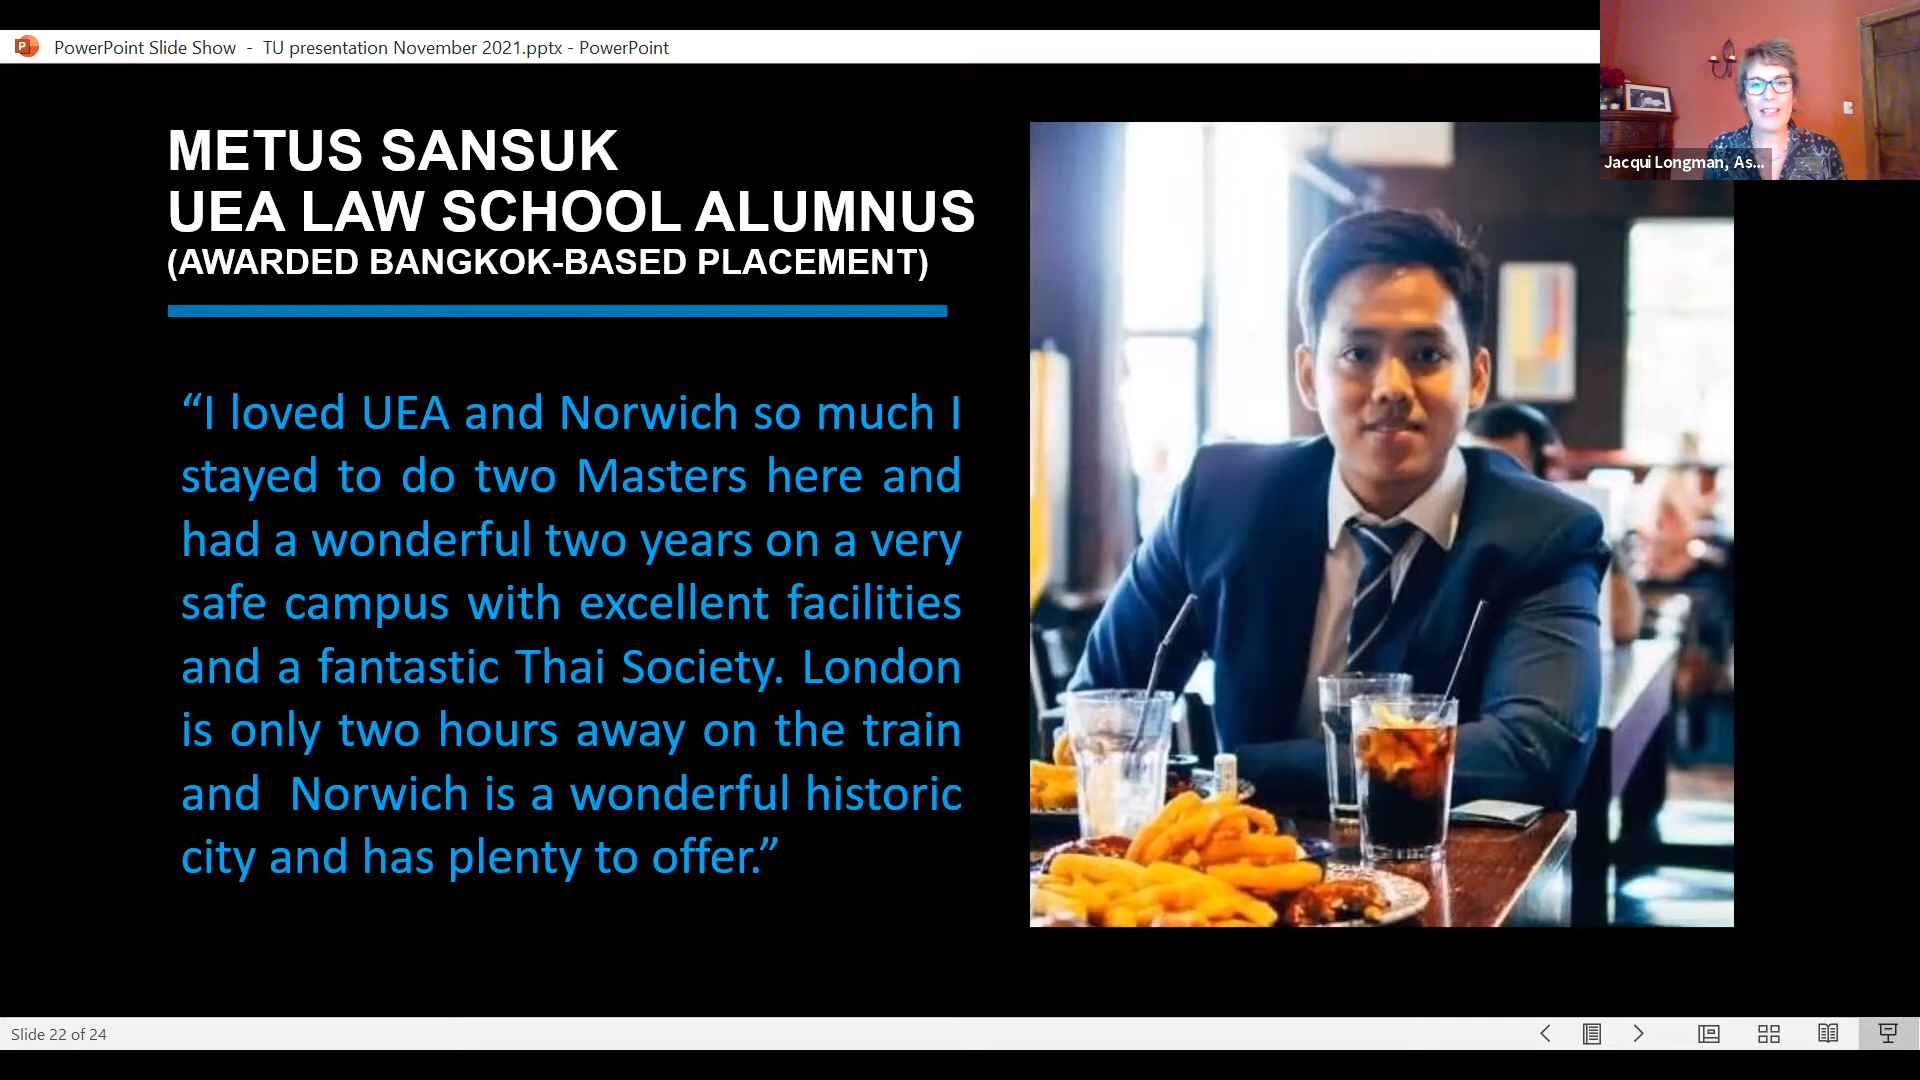 PowerPoint Slide Show - TU presentation November 2021.pptx - PowerPoint
Jacqui Longman, As...
METUS SANSUK
UEA LAW SCHOOL ALUMNUS
(AWARDED BANGKOK-BASED PLACEMENT)
“I loved UEA and Norwich so much I
stayed to do two Masters here and
had a wonderful two years on a very
safe campus with excellent facilities
and a fantastic Thai Society. London
is only two hours away on the train
and  Norwich is a wonderful historic
city and has plenty to offer.”
Slide 22 of 24